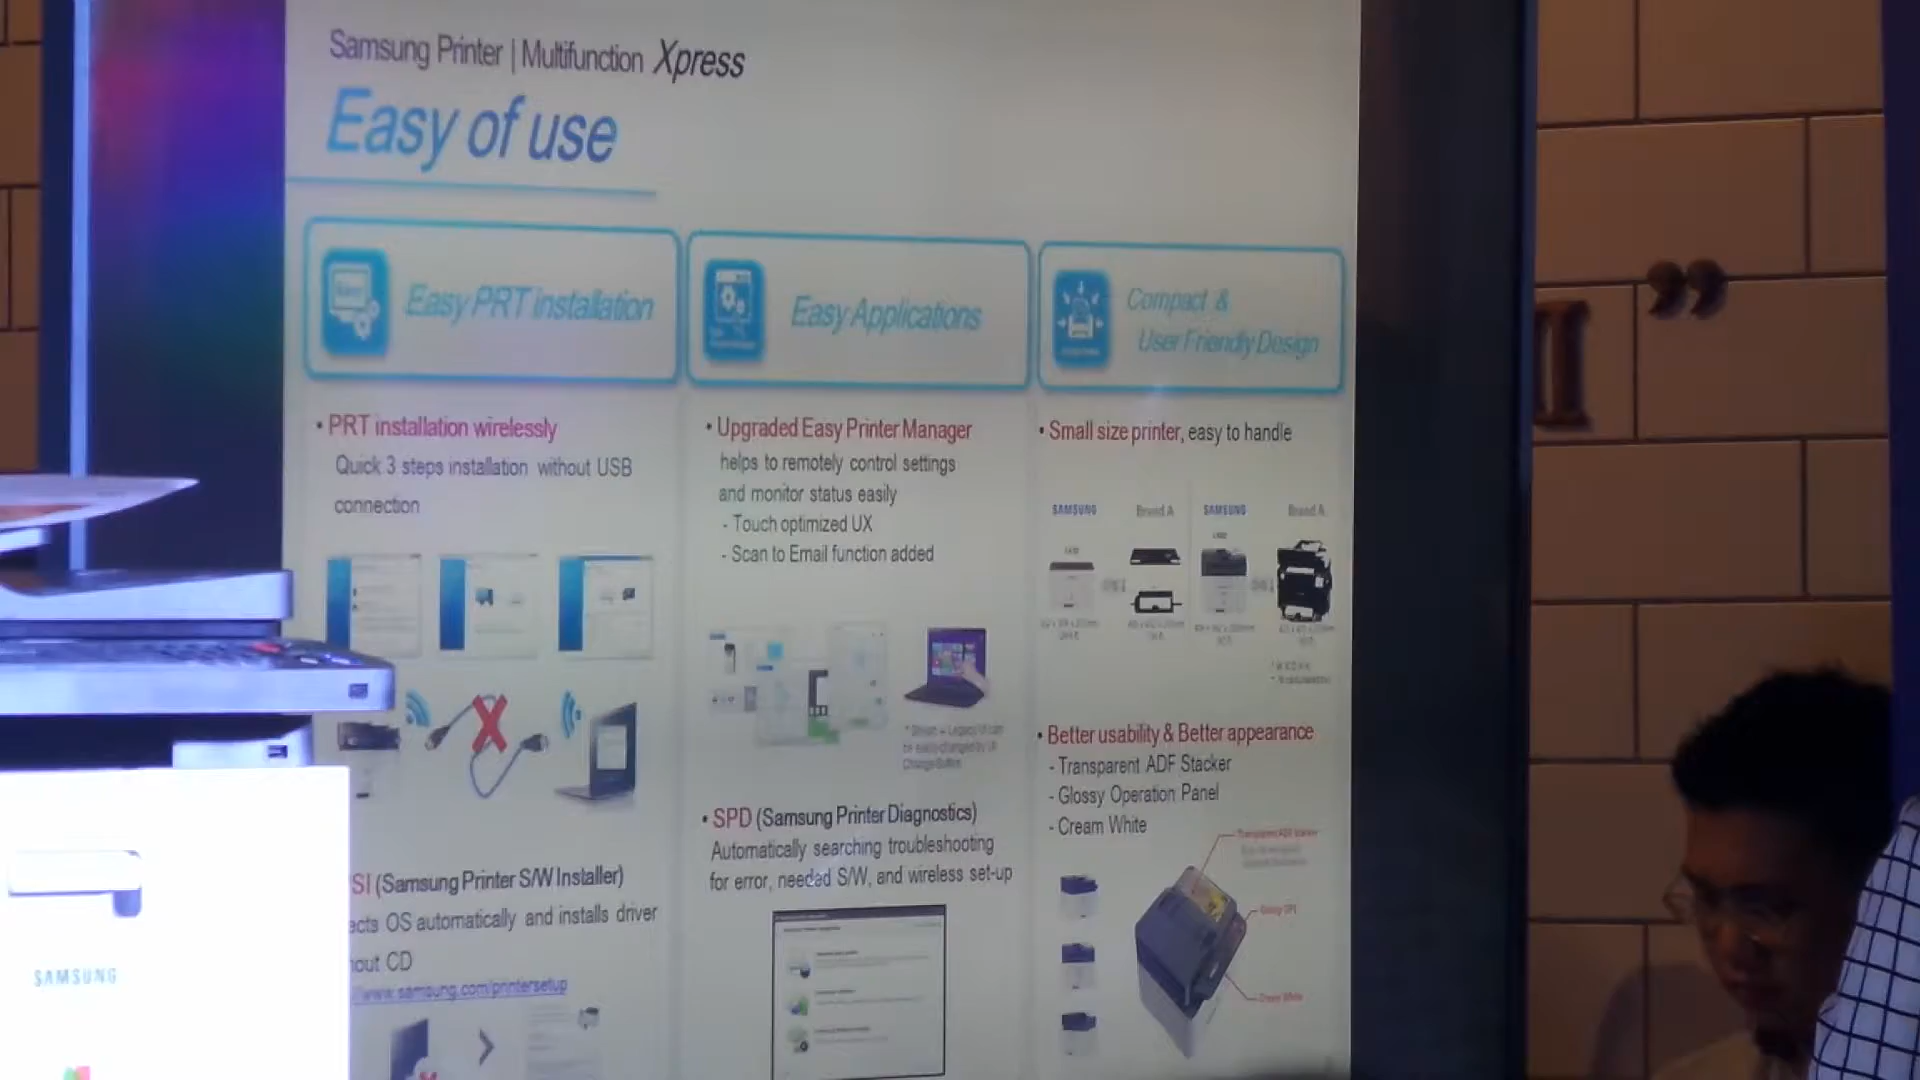 Samsung Printer | Multifunction Xpress
Easy of use
Easy PRT installation
• PRT installation wirelessly
Quick 3 steps installation without USB
connection
SI (Samsung Printer S/W Installer)
ects OS automatically and installs driver
out CD
www.samsung.com/printersetup
Easy Applications
• Upgraded Easy Printer Manager
helps to remotely control settings
and monitor status easily
- Touch optimized UX
- Scan to Email function added
• SPD (Samsung Printer Diagnostics)
Automatically searching troubleshooting
for error, needed S/W, and wireless set-up
Compact &
User Friendly Design
• Small size printer, easy to handle
SAMSUNG Brand A SAMSUNG Brand A
• Better usability & Better appearance
- Transparent ADF Stacker
- Glossy Operation Panel
- Cream White
Transparent ADF Stacker
Cream White
SAMSUNG
”